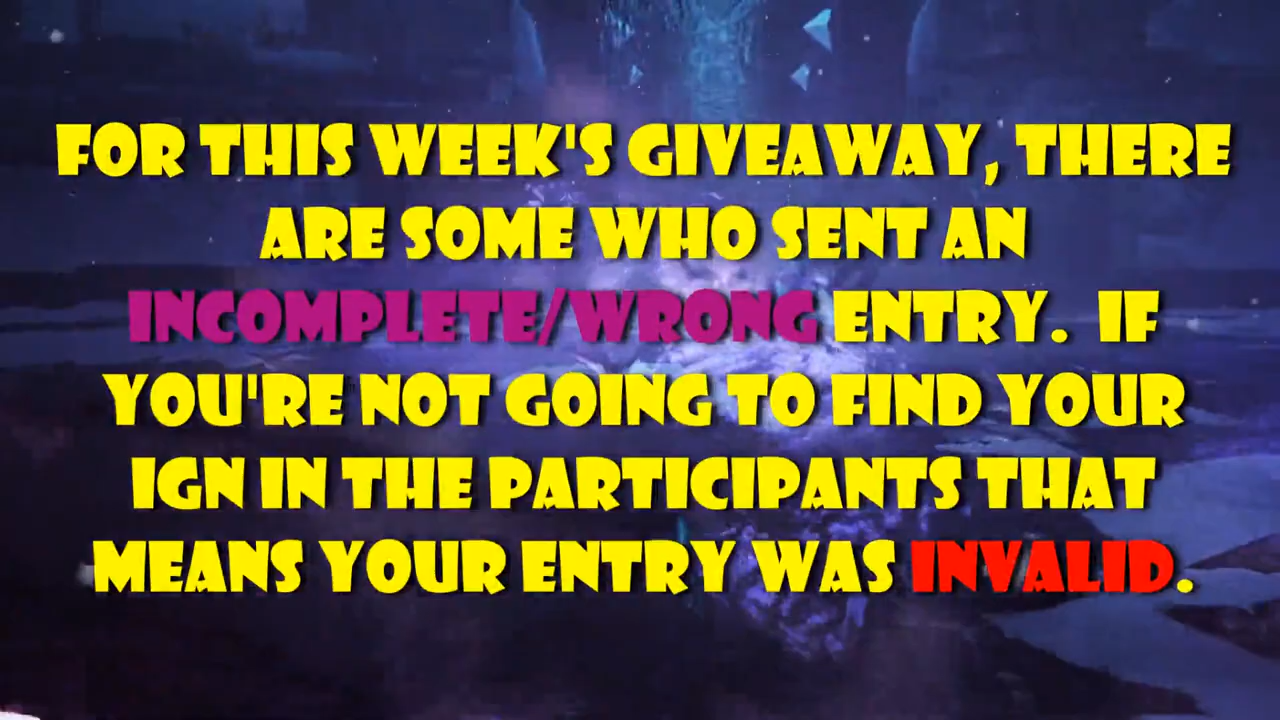 FOR THIS WEEK'S GIVEAWAY, THERE
ARE SOME WHO SENT AN
INCOMPLETE/WRONG ENTRY. IF
YOU'RE NOT GOING TO FIND YOUR
IGN IN THE PARTICIPANTS THAT
MEANS YOUR ENTRY WAS INVALID.